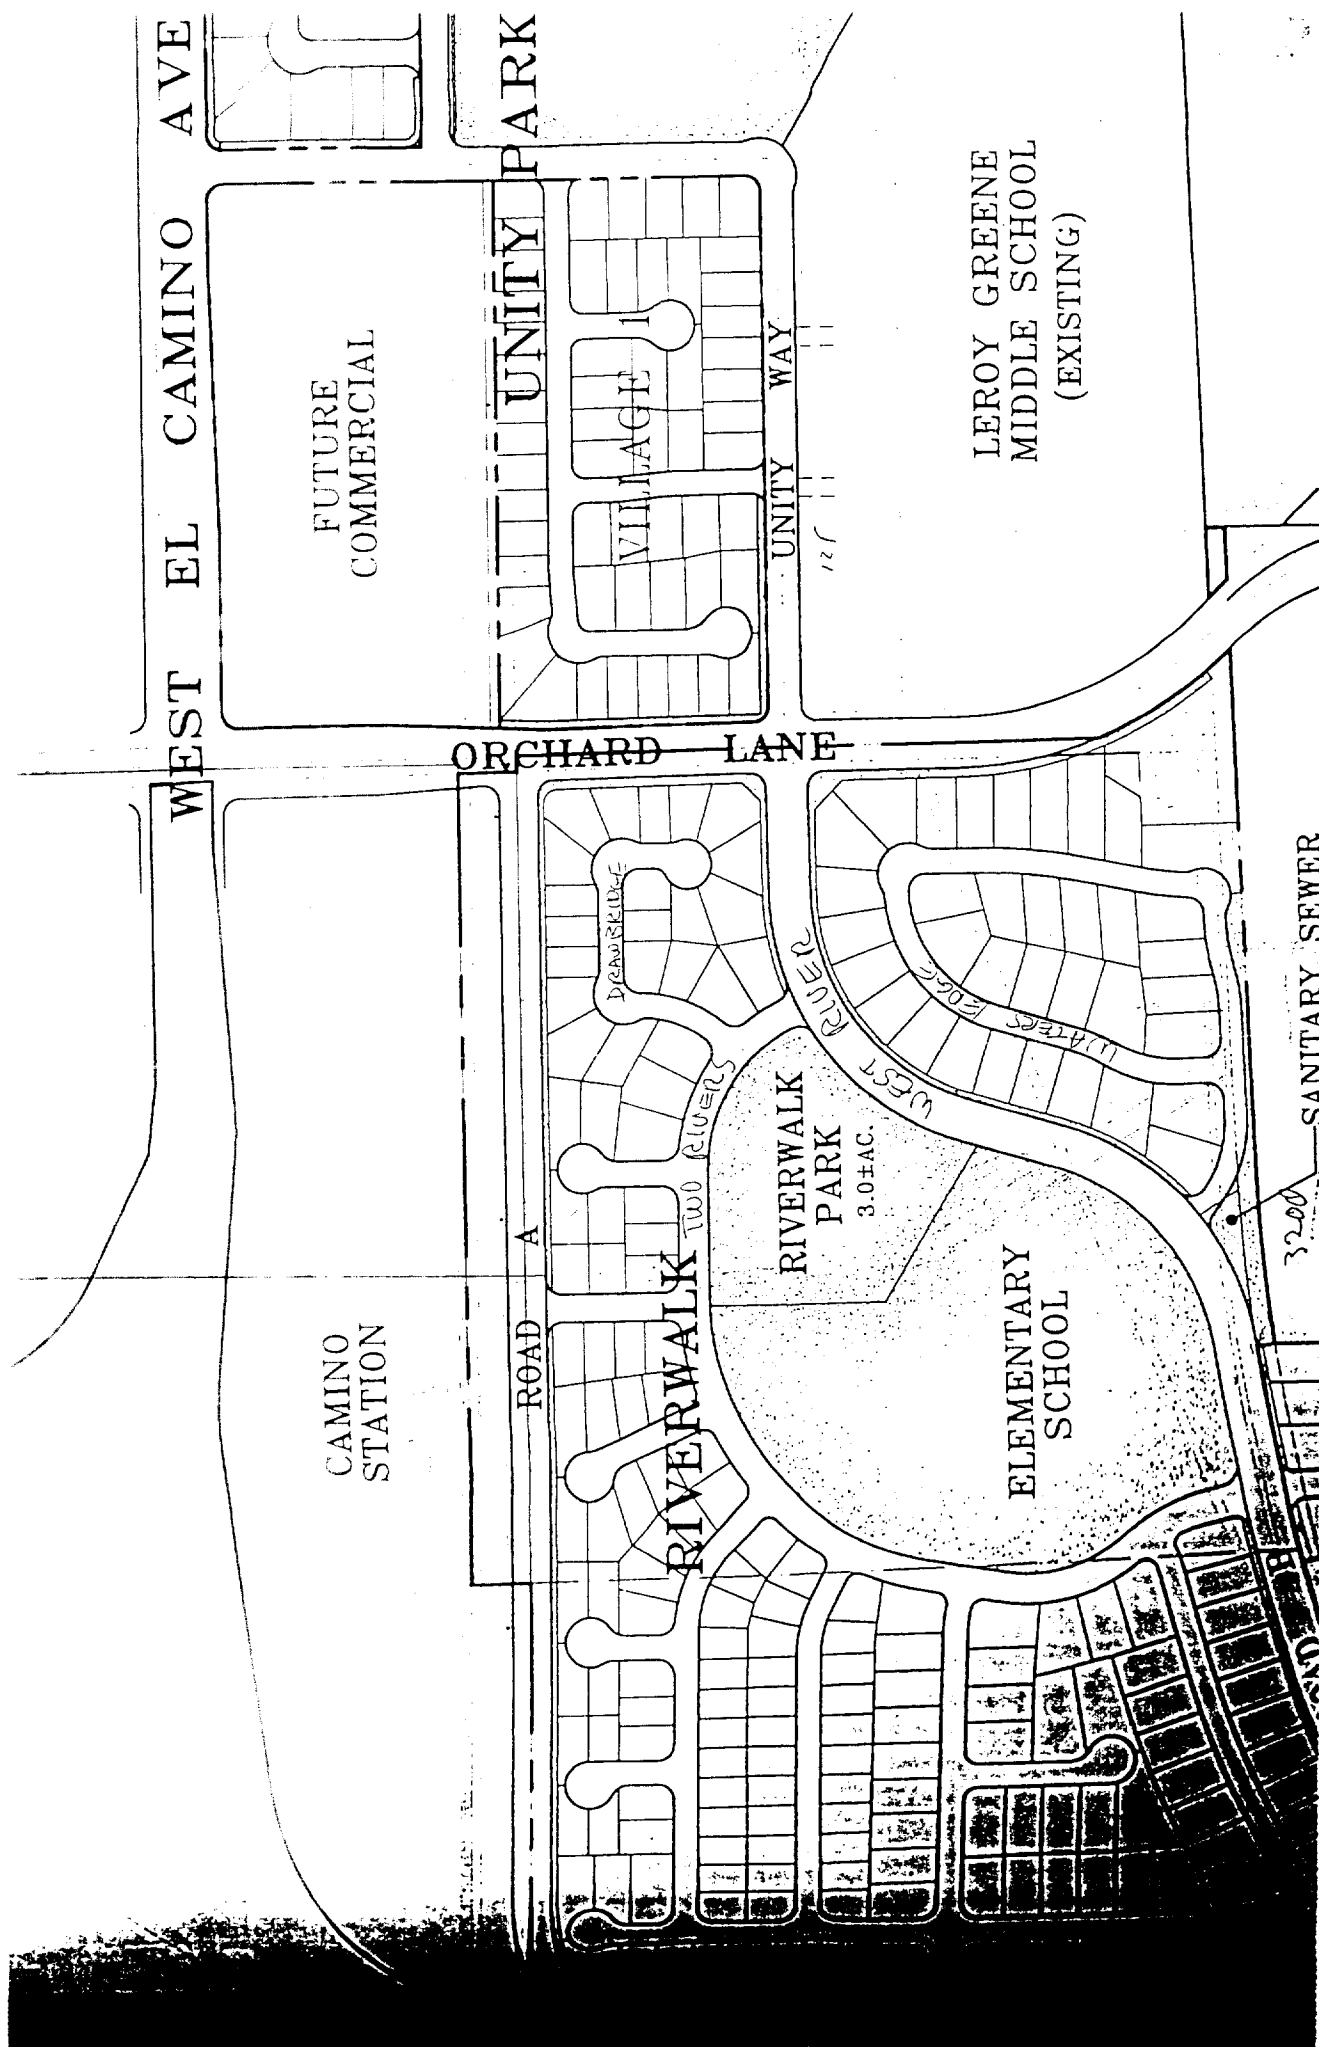 WEST EL CAMINO AVE
FUTURE
COMMERCIAL
UNITY PARK
VILLAGE 1
UNITY WAY
LEROY GREENE
MIDDLE SCHOOL
(EXISTING)
ORCHARD LANE
DRAWBRIDGE
WEST RIVER
WATERS EDGE
TWO RIVERS
RIVERWALK
PARK
3.0±AC.
ROAD A
RIVERWALK
CAMINO
STATION
ELEMENTARY
SCHOOL
SANITARY SEWER
3200